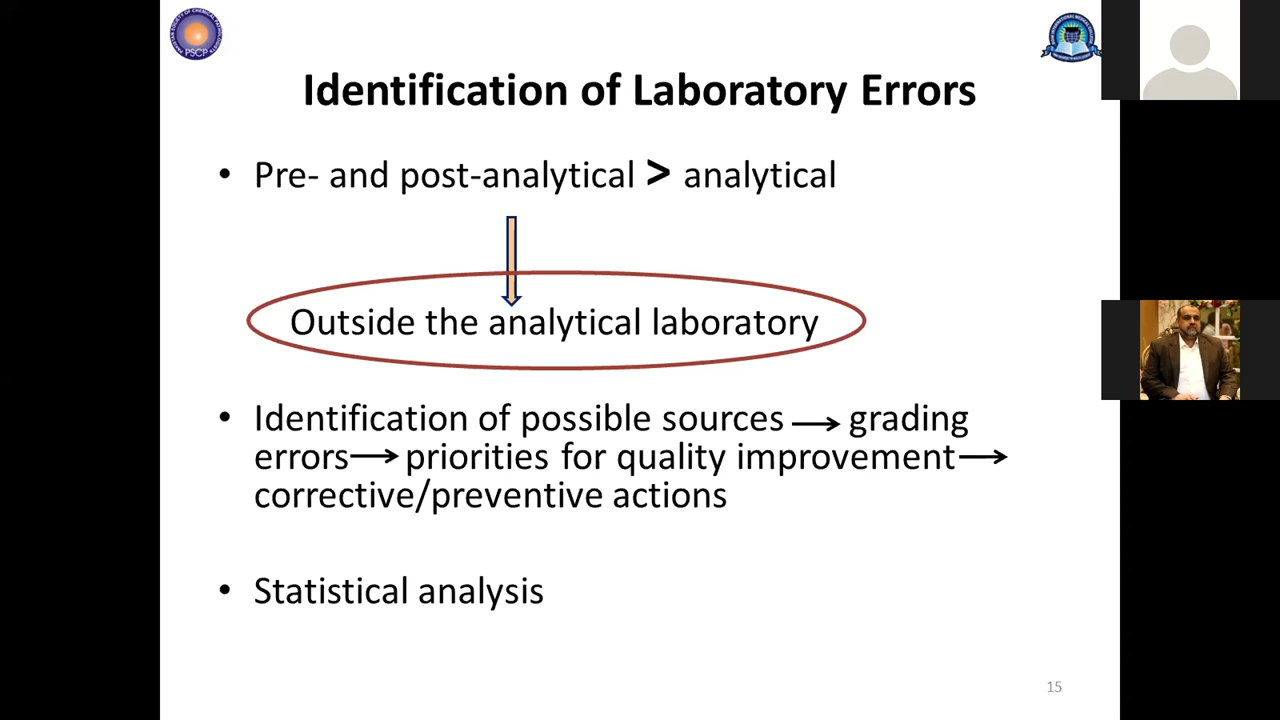 PSCP
Identification of Laboratory Errors
• Pre- and post-analytical > analytical
Outside the analytical laboratory
• Identification of possible sources → grading
errors → priorities for quality improvement →
corrective/preventive actions
• Statistical analysis
15